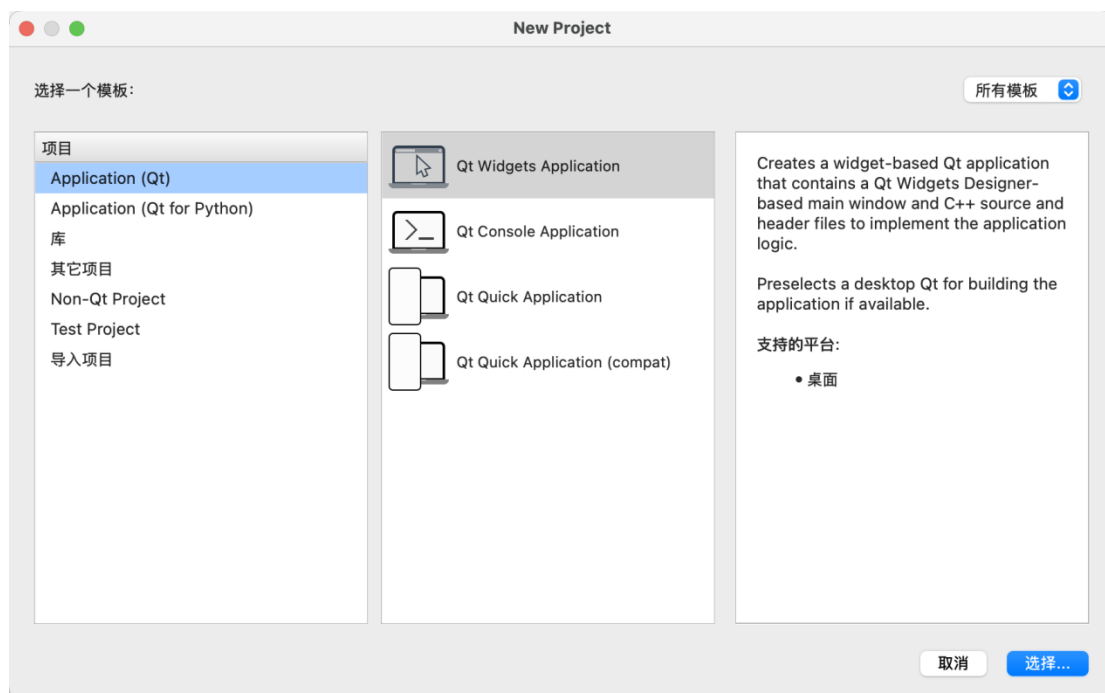 New Project
选择一个模板:
所有模板
项目
Application (Qt)
Application (Qt for Python)
库
其它项目
Non-Qt Project
Test Project
导入项目
Qt Widgets Application
Qt Console Application
Qt Quick Application
Qt Quick Application (compat)
Creates a widget-based Qt application
that contains a Qt Widgets Designer-
based main window and C++ source and
header files to implement the application
logic.
Preselects a desktop Qt for building the
application if available.
支持的平台:
• 桌面
取消
选择...